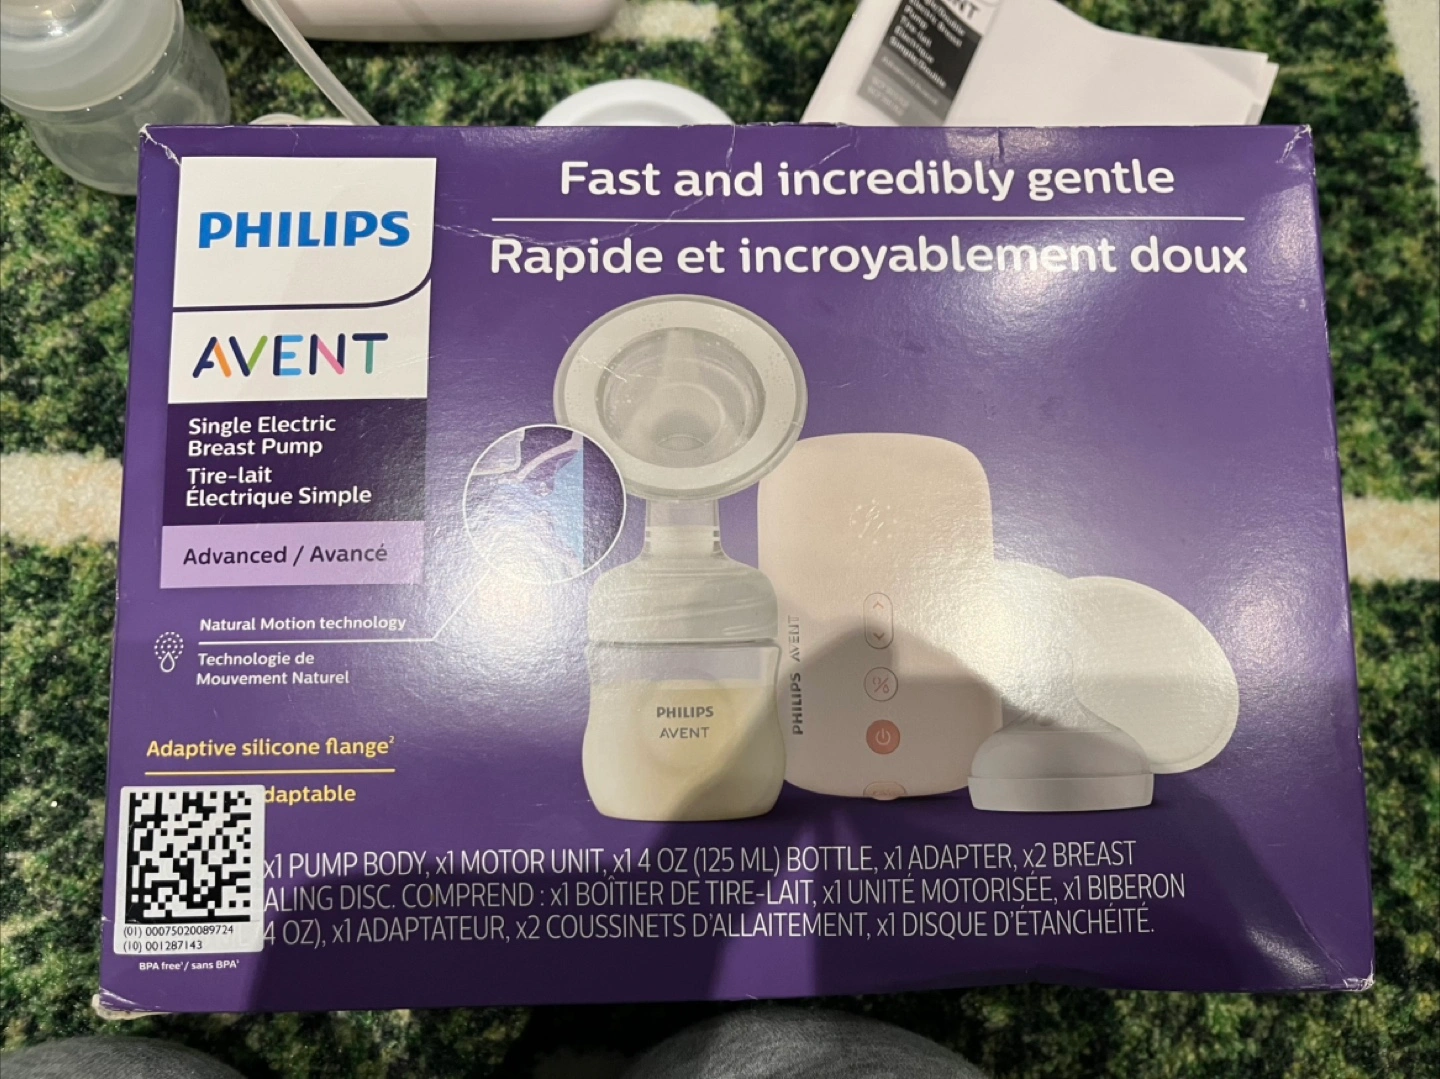 PHILIPS
AVENT
Single Electric
Breast Pump
Tire-lait
Électrique Simple
Advanced / Avancé
Natural Motion technology
Technologie de
Mouvement Naturel
Adaptive silicone flange²
daptable
Fast and incredibly gentle
Rapide et incroyablement doux
PHILIPS
AVENT
PHILIPS AVENT
x1 PUMP BODY, x1 MOTOR UNIT, x1 4 OZ (125 ML) BOTTLE, x1 ADAPTER, x2 BREAST
ALING DISC. COMPREND : x1 BOÎTIER DE TIRE-LAIT, x1 UNITÉ MOTORISÉE, x1 BIBERON
4 OZ), x1 ADAPTATEUR, x2 COUSSINETS D'ALLAITEMENT, x1 DISQUE D'ÉTANCHÉITÉ.
(01) 00075020089724
(10) 001287143
BPA free¹/ sans BPA¹